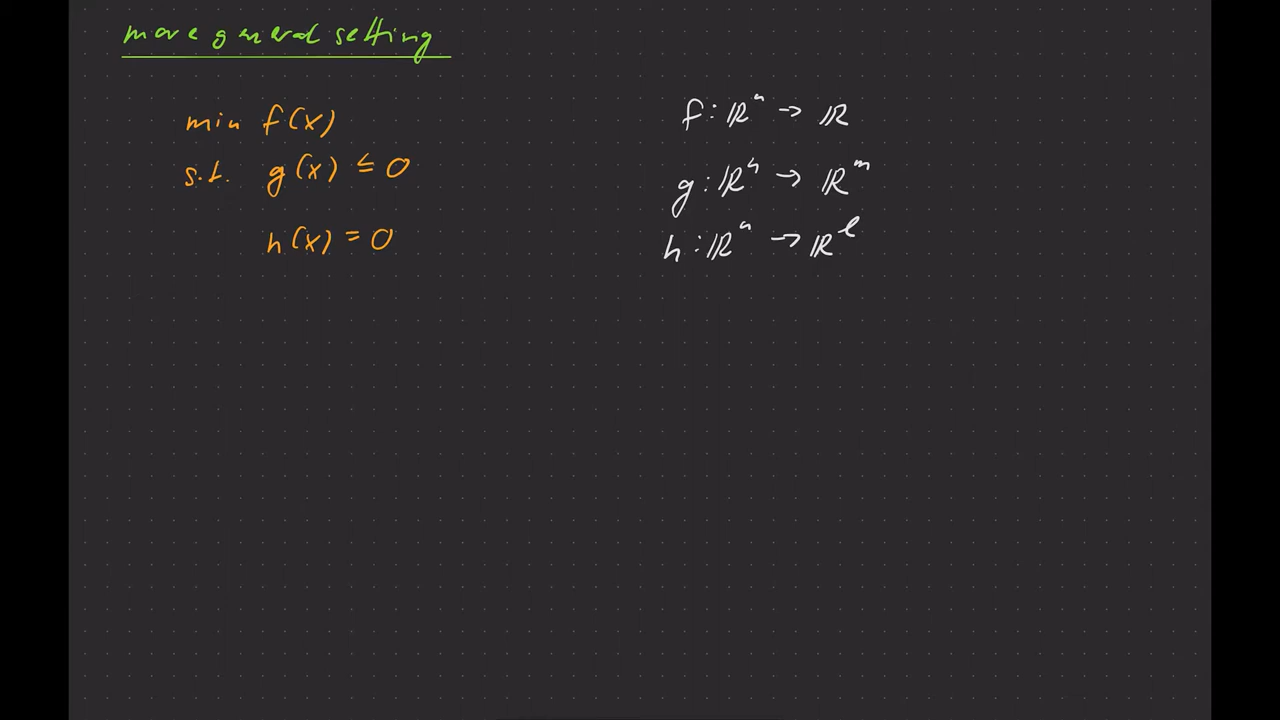 more general setting
min f(x)
s.t. g(x) ≤ 0
h(x) = 0
f : ℝⁿ → ℝ
g : ℝⁿ → ℝᵐ
h : ℝⁿ → ℝˡ